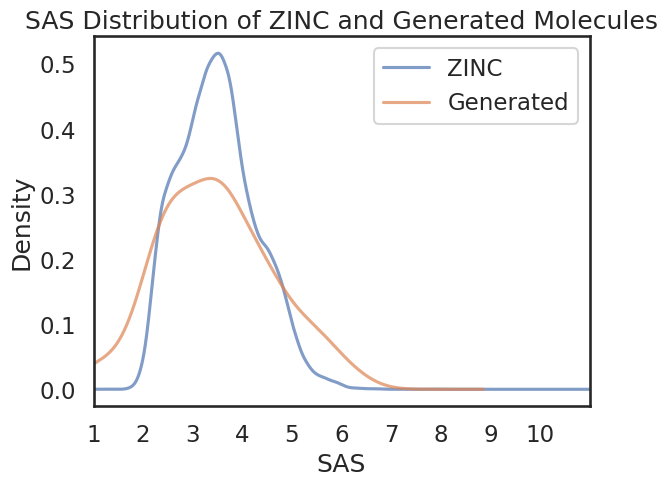 SAS Distribution of ZINC and Generated Molecules
ZINC
Generated
Density
0.5
0.4
0.3
0.2
0.1
0.0
1 2 3 4 5 6 7 8 9 10
SAS